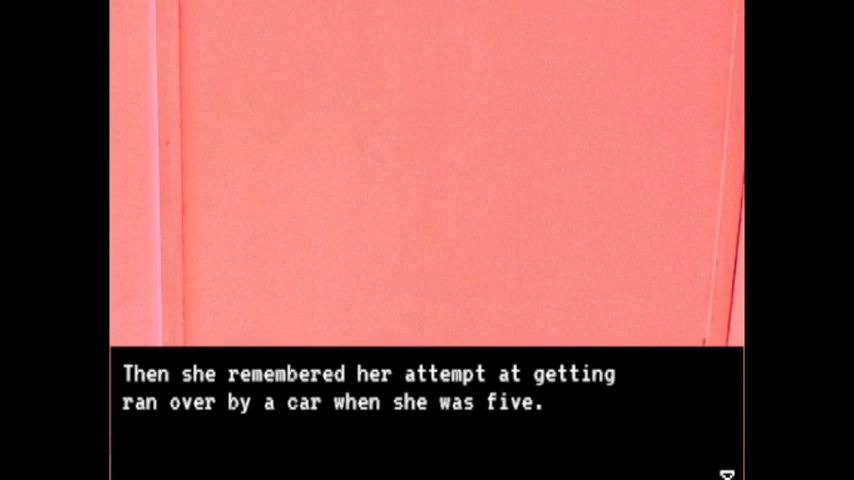 Then she remembered her attempt at getting
ran over by a car when she was five.